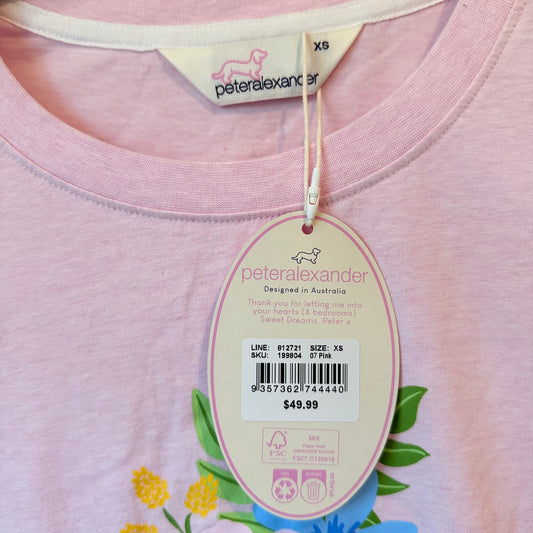 XS
peteralexander
peteralexander
Designed in Australia
Thank you for letting me into
your hearts (& bedrooms)
Sweet Dreams, Peter x
LINE: 812721 SIZE: XS
SKU: 199804 07 Pink
9 357362 744440
$49.99
FSC
MIX
Paper from
responsible sources
FSC® C135618
TAG
STRING